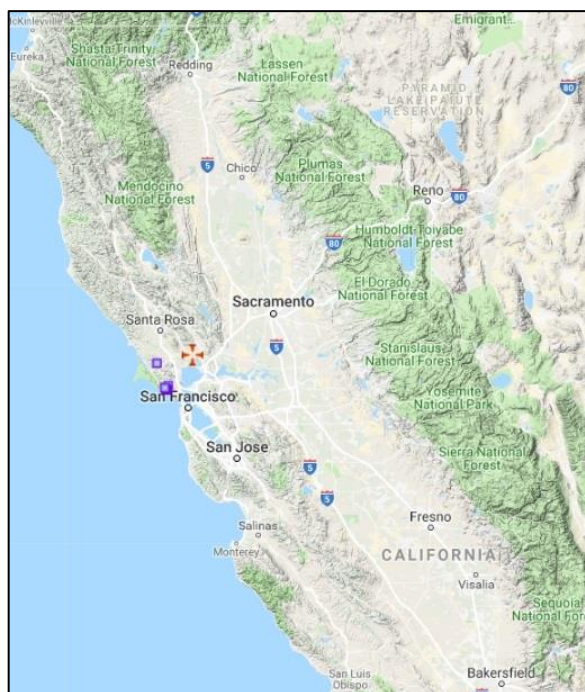 McKinleyville
Eureka
Shasta-Trinity
National Forest
Redding
Lassen
National Forest
Emigrant...
PYRAMID
LAKE PAIUTE
RESERVATION
80
5
Chico
Plumas
National Forest
Mendocino
National Forest
Reno
80
Humboldt-Toiyabe
National Forest
80
El Dorado
National Forest
Sacramento
Santa Rosa
5
Stanislaus
National Forest
Yosemite
National Park
San Francisco
San Jose
Sierra National
Forest
5
5
Salinas
Monterey
Fresno
CALIFORNIA
Visalia
Sequoia
National Fo
San Luis
Obispo
Bakersfield